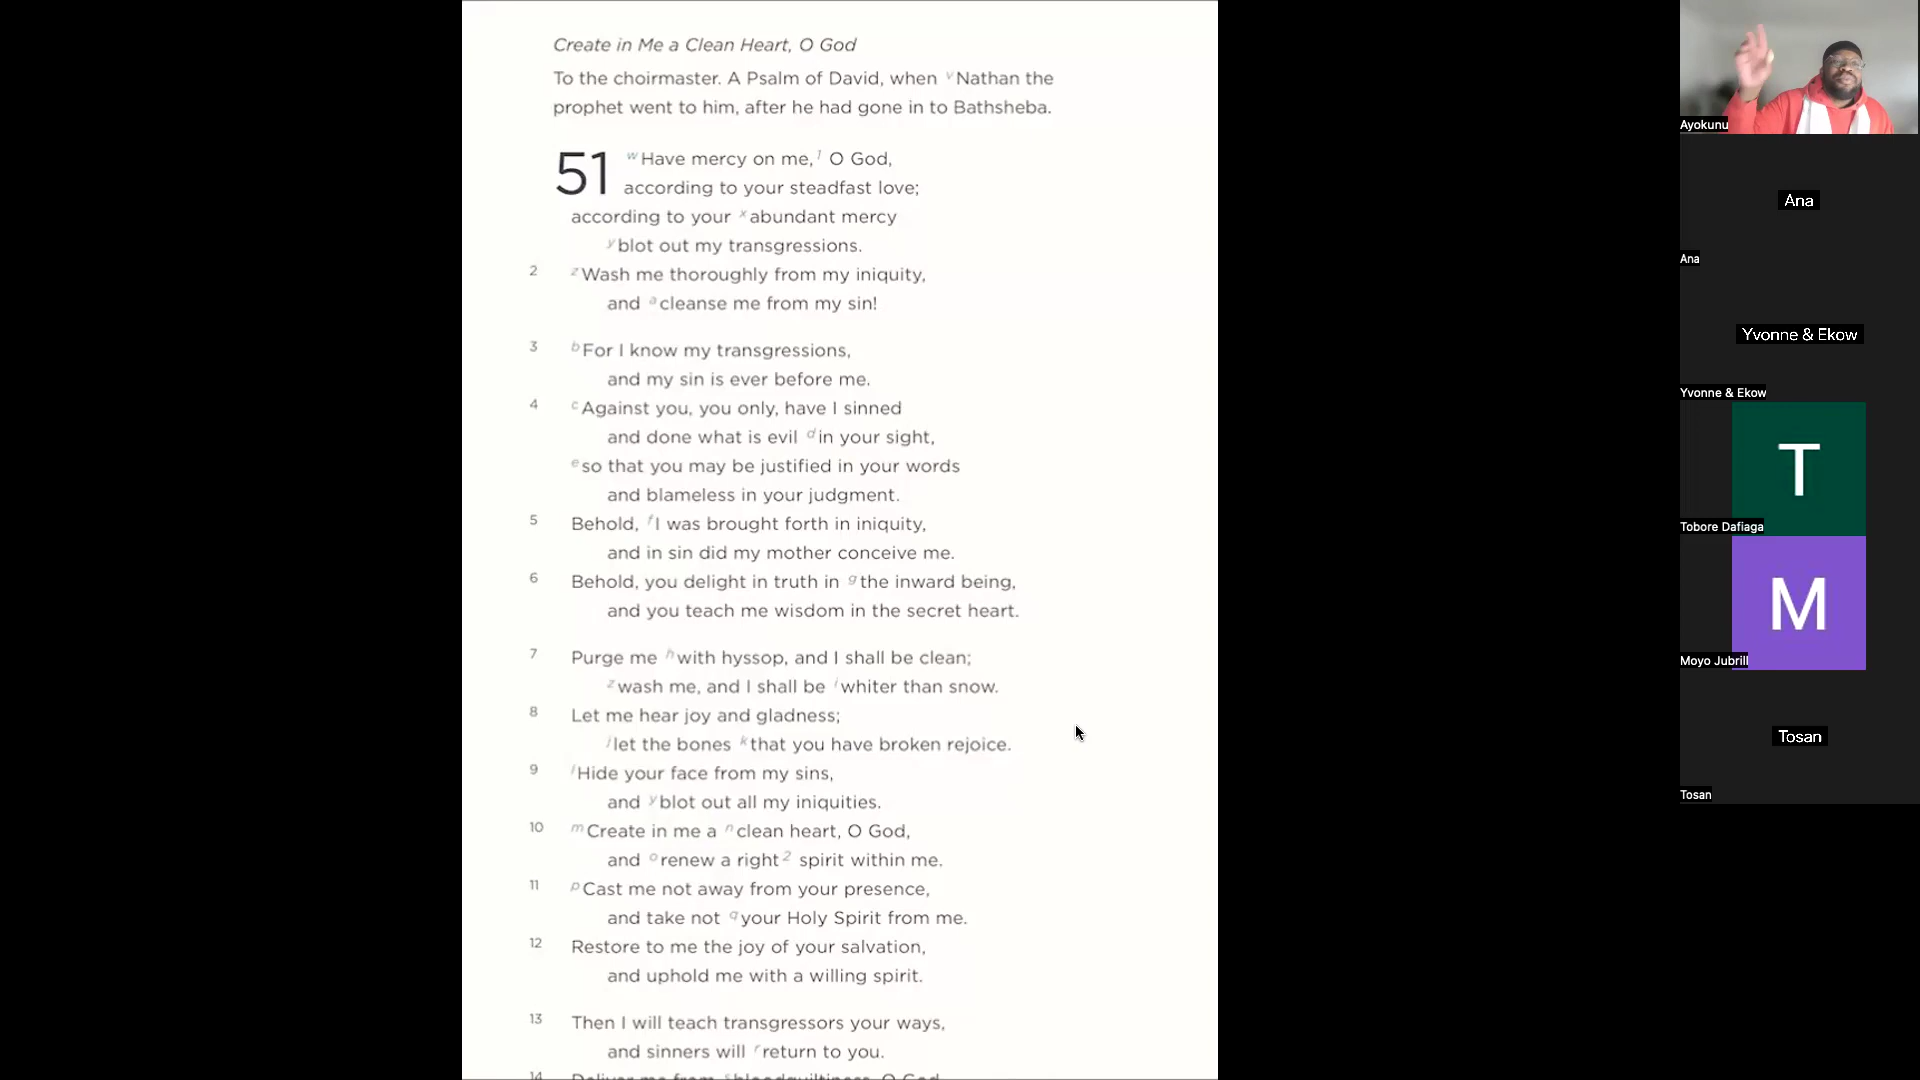 Create in Me a Clean Heart, O God
To the choirmaster. A Psalm of David, when v Nathan the
prophet went to him, after he had gone in to Bathsheba.
51 w Have mercy on me, 1 O God,
according to your steadfast love;
according to your x abundant mercy
y blot out my transgressions.
2 z Wash me thoroughly from my iniquity,
and a cleanse me from my sin!
3 b For I know my transgressions,
and my sin is ever before me.
4 c Against you, you only, have I sinned
and done what is evil d in your sight,
e so that you may be justified in your words
and blameless in your judgment.
5 Behold, f I was brought forth in iniquity,
and in sin did my mother conceive me.
6 Behold, you delight in truth in g the inward being,
and you teach me wisdom in the secret heart.
7 Purge me h with hyssop, and I shall be clean;
z wash me, and I shall be i whiter than snow.
8 Let me hear joy and gladness;
j let the bones k that you have broken rejoice.
9 l Hide your face from my sins,
and y blot out all my iniquities.
10 m Create in me a n clean heart, O God,
and o renew a right 2 spirit within me.
11 p Cast me not away from your presence,
and take not q your Holy Spirit from me.
12 Restore to me the joy of your salvation,
and uphold me with a willing spirit.
13 Then I will teach transgressors your ways,
and sinners will r return to you.
14 Deliver me from s bloodguiltiness, O God
Ayokunu
Ana
Ana
Yvonne & Ekow
Yvonne & Ekow
T
Tobore Dafiaga
M
Moyo Jubrill
Tosan
Tosan